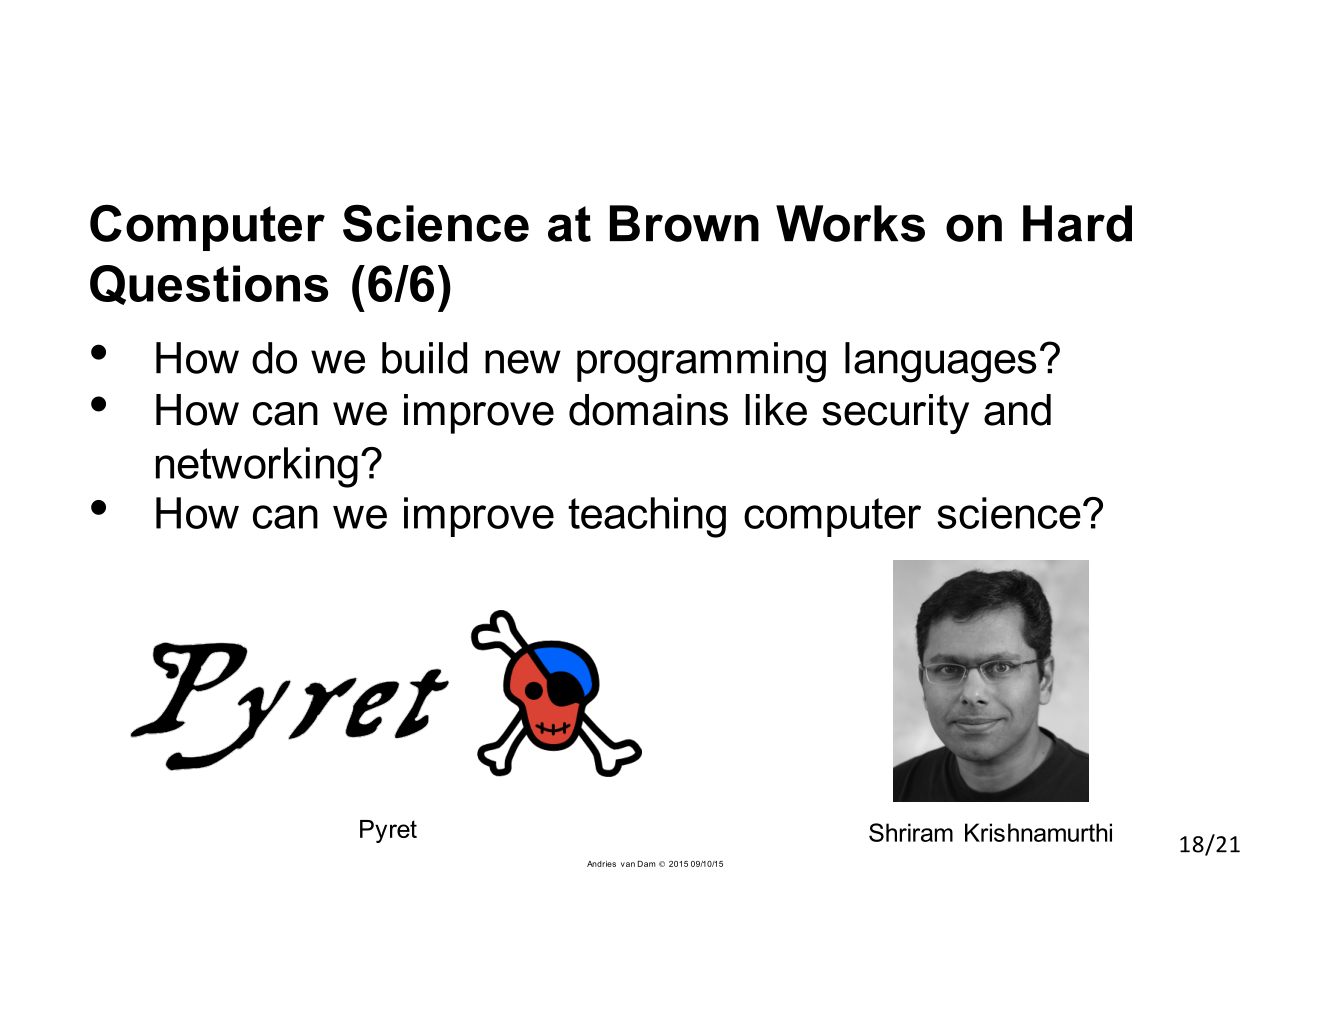 Computer Science at Brown Works on Hard
Questions (6/6)
• How do we build new programming languages?
• How can we improve domains like security and
networking?
• How can we improve teaching computer science?
Pyret
Pyret
Shriram Krishnamurthi
18/21
Andries van Dam © 2015 09/10/15